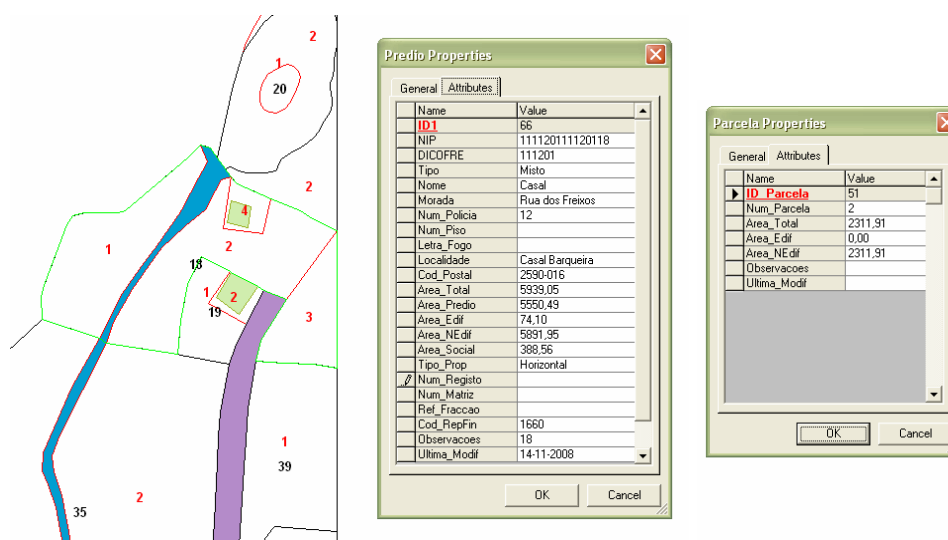 2
1
20
2
4
1
2
18
1
2
19
3
1
39
2
35
Predio Properties
General Attributes
Name Value
ID1 66
NIP 111120111120118
DICOFRE 111201
Tipo Misto
Nome Casal
Morada Rua dos Freixos
Num_Policia 12
Num_Piso
Letra_Fogo
Localidade Casal Barqueira
Cod_Postal 2590-016
Area_Total 5939,05
Area_Predio 5550,49
Area_Edif 74,10
Area_NEdif 5891,95
Area_Social 388,56
Tipo_Prop Horizontal
Num_Registo
Num_Matriz
Ref_Fraccao
Cod_RepFin 1660
Observacoes 18
Ultima_Modif 14-11-2008
OK Cancel
Parcela Properties
General Attributes
Name Value
ID_Parcela 51
Num_Parcela 2
Area_Total 2311,91
Area_Edif 0,00
Area_NEdif 2311,91
Observacoes
Ultima_Modif
OK Cancel